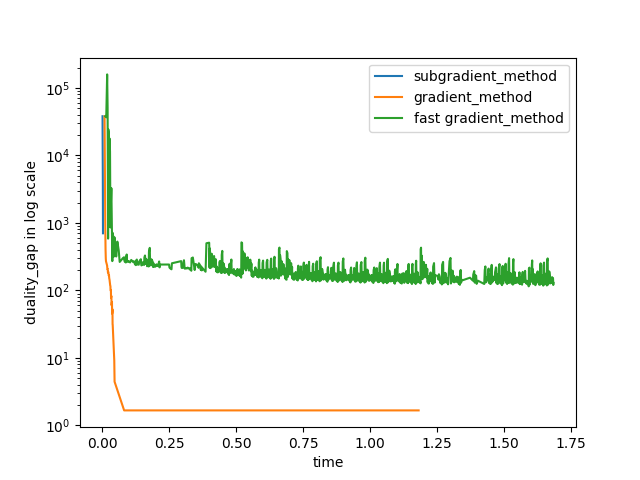 subgradient_method
gradient_method
fast gradient_method
duality_gap in log scale
10^5
10^4
10^3
10^2
10^1
10^0
0.00 0.25 0.50 0.75 1.00 1.25 1.50 1.75
time